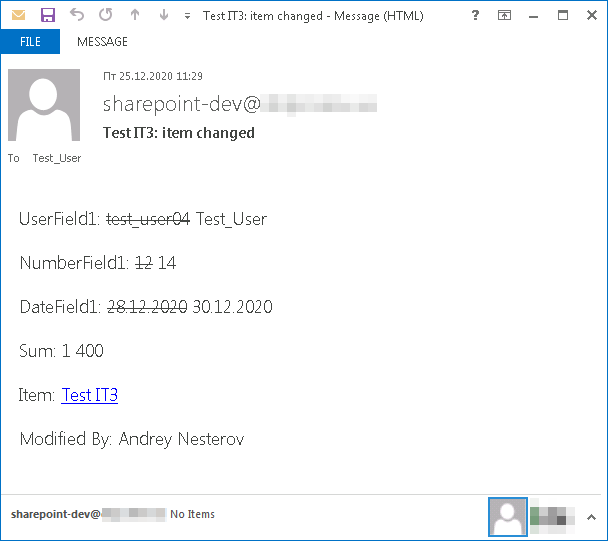 Test IT3: item changed - Message (HTML)
?
FILE MESSAGE
Пт 25.12.2020 11:29
sharepoint-dev@
Test IT3: item changed
To Test_User
UserField1: test_user04 Test_User
NumberField1: 12 14
DateField1: 28.12.2020 30.12.2020
Sum: 1 400
Item: Test IT3
Modified By: Andrey Nesterov
sharepoint-dev@ No Items